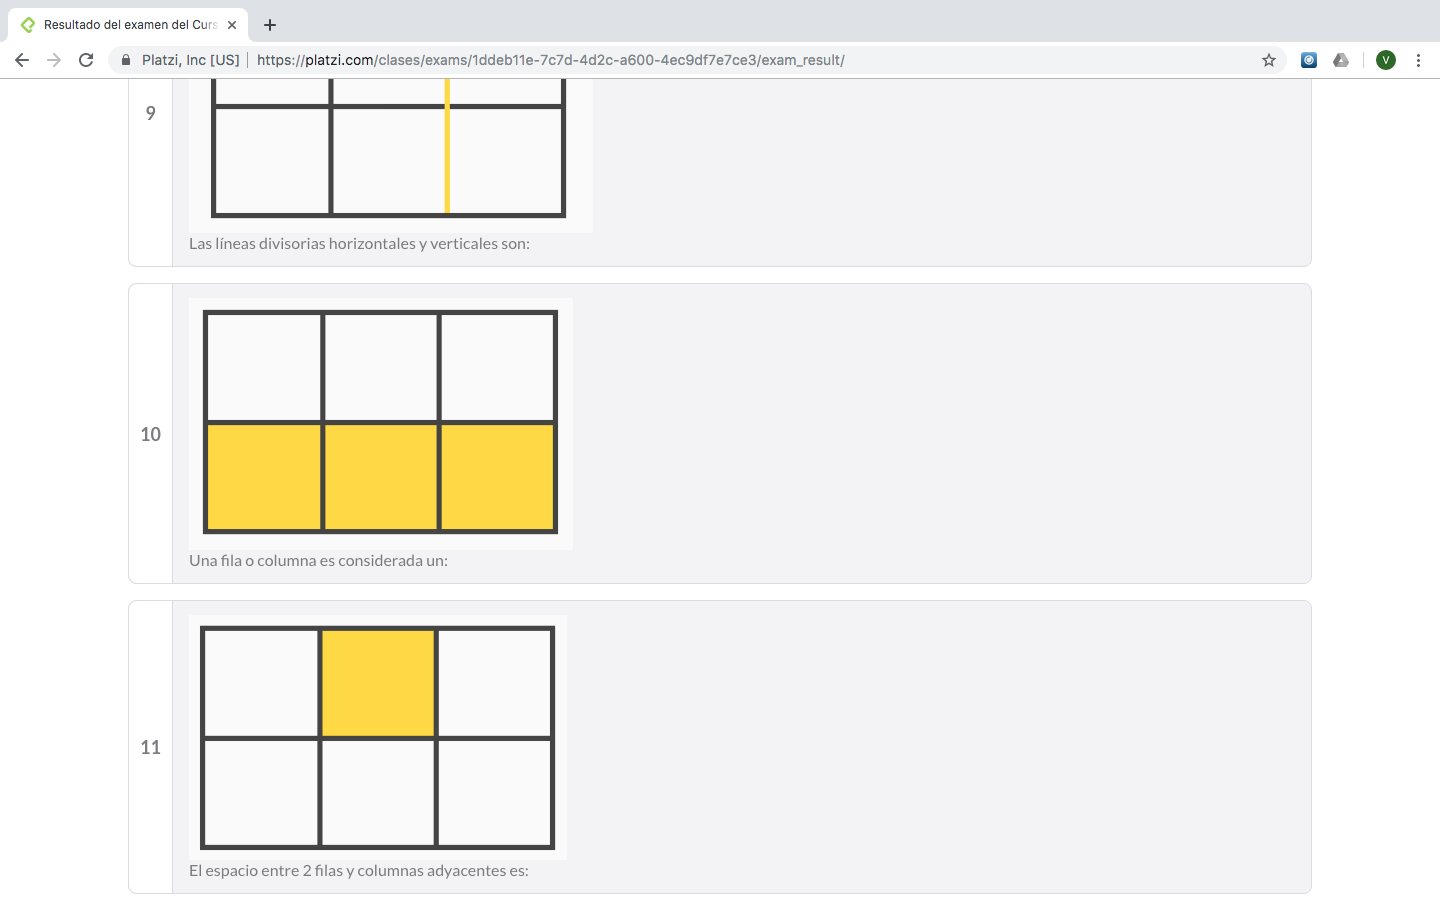 Resultado del examen del Curs
Platzi, Inc [US]
https://platzi.com/clases/exams/1ddeb11e-7c7d-4d2c-a600-4ec9df7e7ce3/exam_result/
V
9
Las líneas divisorias horizontales y verticales son:
10
Una fila o columna es considerada un:
11
El espacio entre 2 filas y columnas adyacentes es: